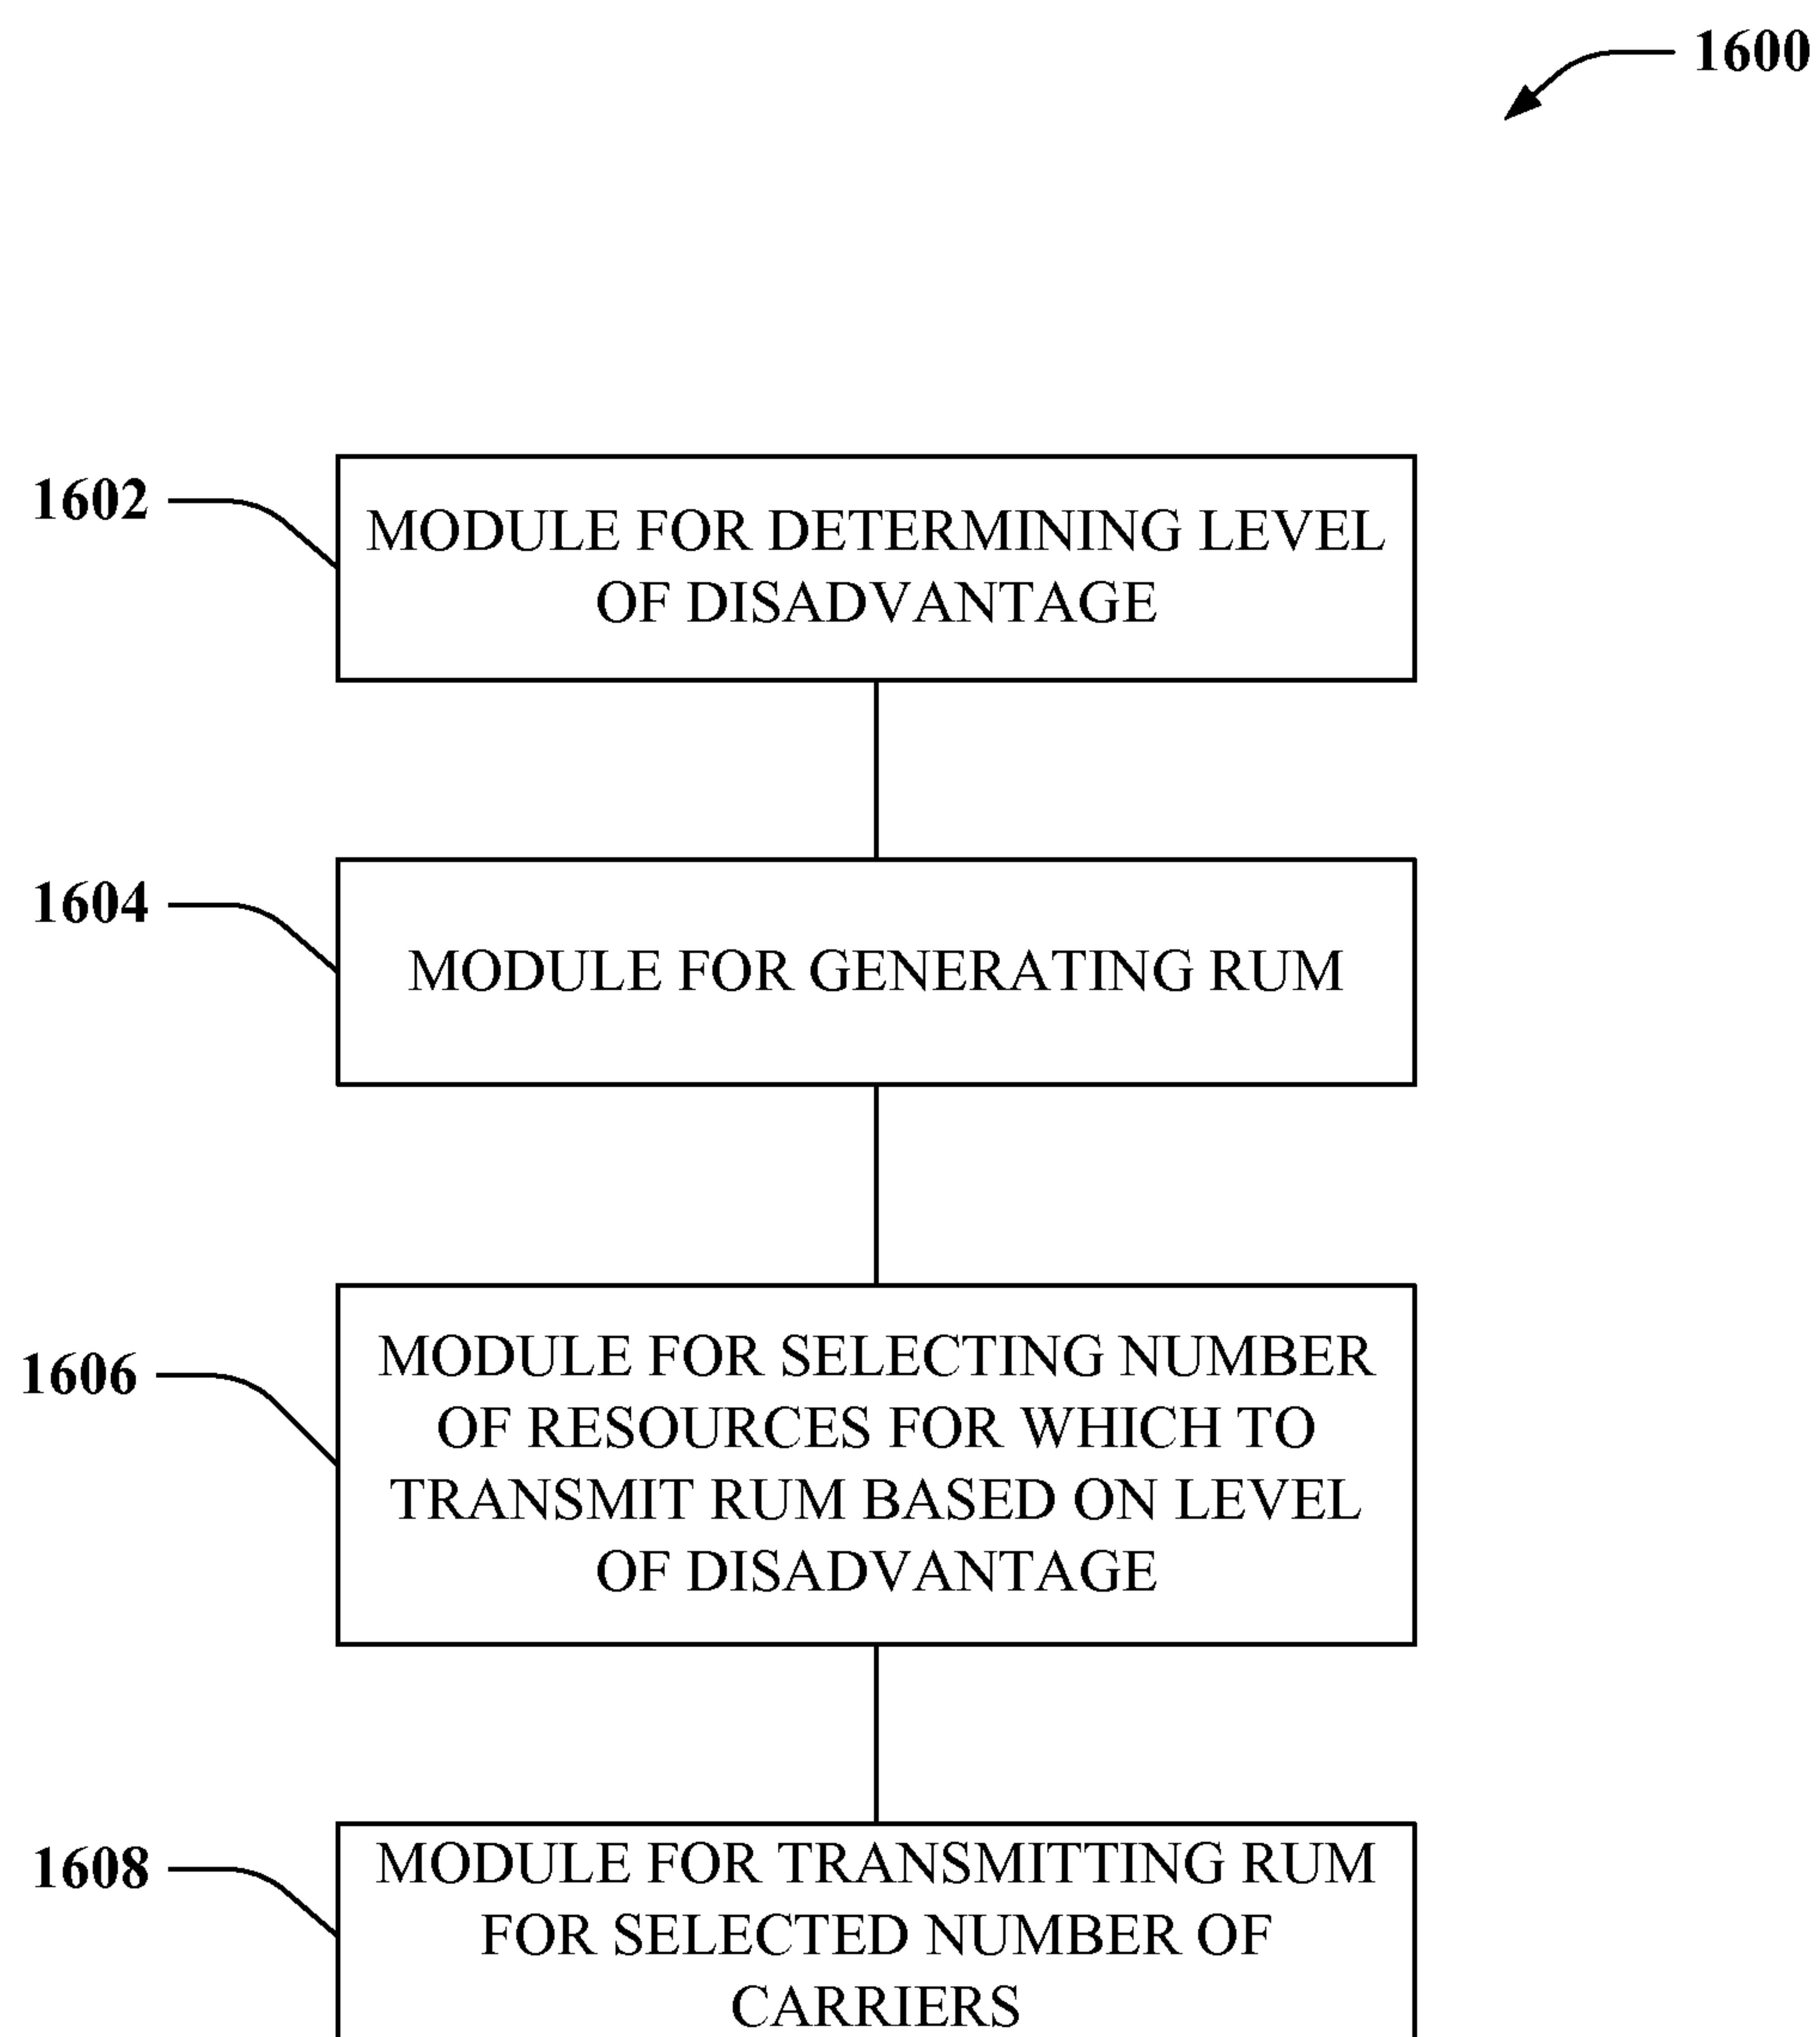 1600
1602
MODULE FOR DETERMINING LEVEL
OF DISADVANTAGE
1604
MODULE FOR GENERATING RUM
1606
MODULE FOR SELECTING NUMBER
OF RESOURCES FOR WHICH TO
TRANSMIT RUM BASED ON LEVEL
OF DISADVANTAGE
1608
MODULE FOR TRANSMITTING RUM
FOR SELECTED NUMBER OF
CARRIERS